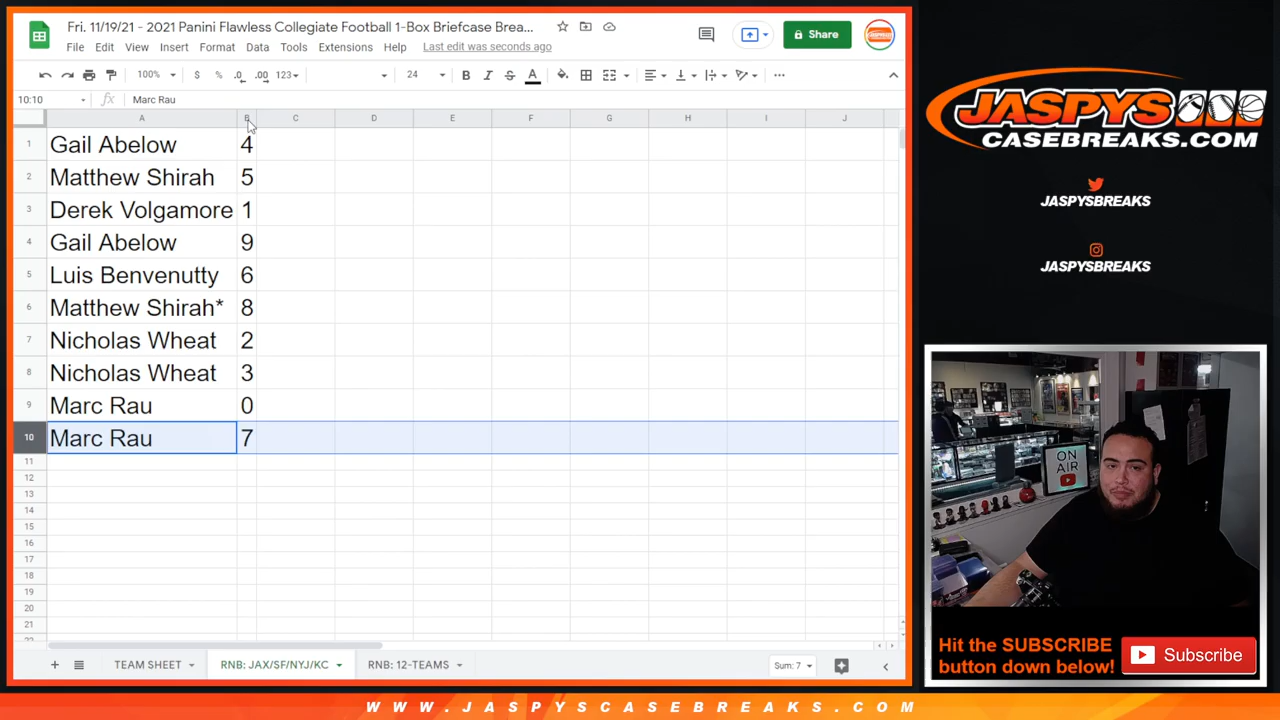 Fri. 11/19/21 - 2021 Panini Flawless Collegiate Football 1-Box Briefcase Brea...
File Edit View Insert Format Data Tools Extensions Help Last edit was seconds ago
Share
100% $ % .0 .00 123 24 B I S A
10:10 fx Marc Rau
A B C D E F G H I J
1 Gail Abelow 4
2 Matthew Shirah 5
3 Derek Volgamore 1
4 Gail Abelow 9
5 Luis Benvenutty 6
6 Matthew Shirah* 8
7 Nicholas Wheat 2
8 Nicholas Wheat 3
9 Marc Rau 0
10 Marc Rau 7
11
12
13
14
15
16
17
18
19
20
21
22
TEAM SHEET RNB: JAX/SF/NYJ/KC RNB: 12-TEAMS Sum: 7
JASPYS
CASEBREAKS.COM
JASPYSBREAKS
JASPYSBREAKS
ON
AIR
Hit the SUBSCRIBE
button down below!
Subscribe
WWW.JASPYSCASEBREAKS.COM